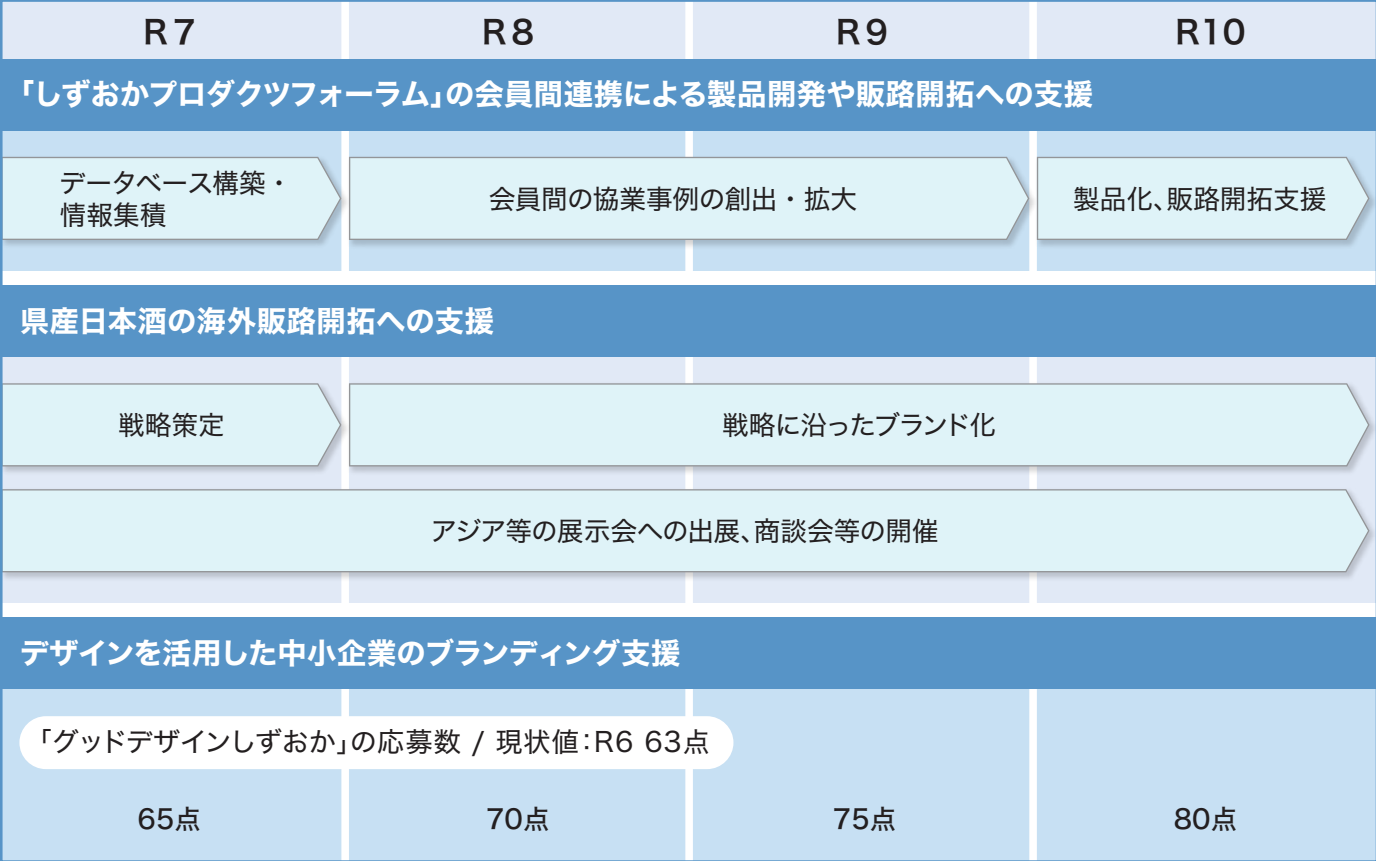 R7 R8 R9 R10
「しずおかプロダクツフォーラム」の会員間連携による製品開発や販路開拓への支援
データベース構築・
情報集積
会員間の協業事例の創出・拡大
製品化、販路開拓支援
県産日本酒の海外販路開拓への支援
戦略策定
戦略に沿ったブランド化
アジア等の展示会への出展、商談会等の開催
デザインを活用した中小企業のブランディング支援
「グッドデザインしずおか」の応募数 / 現状値:R6 63点
65点 70点 75点 80点